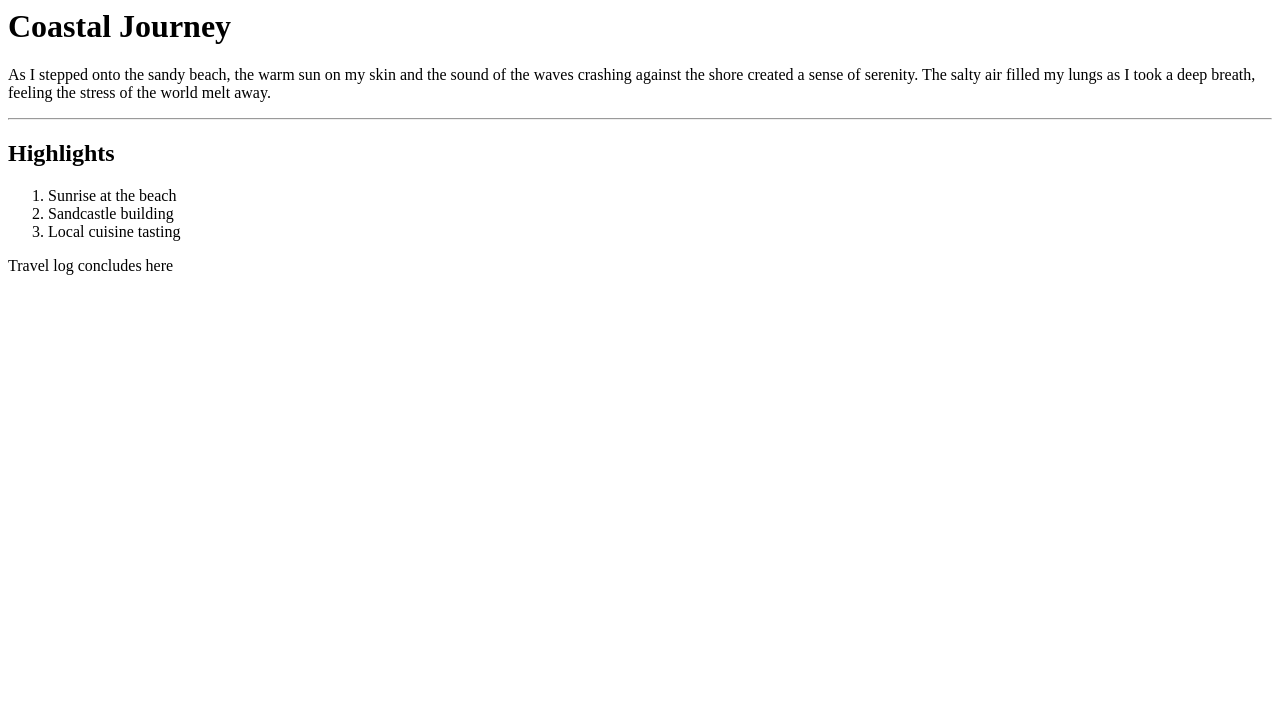 Coastal Journey
As I stepped onto the sandy beach, the warm sun on my skin and the sound of the waves crashing against the shore created a sense of serenity. The salty air filled my lungs as I took a deep breath,
feeling the stress of the world melt away.
Highlights
1. Sunrise at the beach
2. Sandcastle building
3. Local cuisine tasting
Travel log concludes here